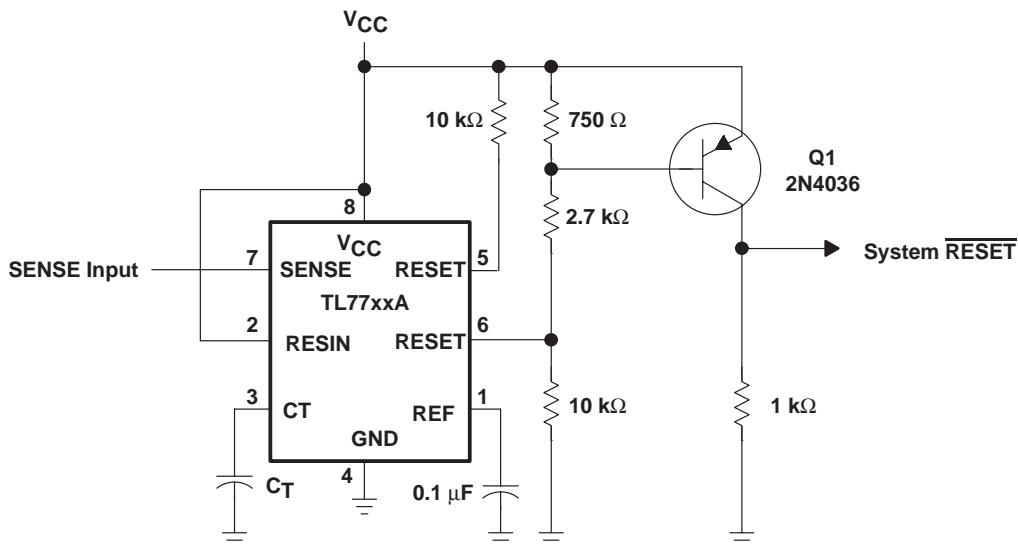 VCC
10 kΩ
750 Ω
Q1
2N4036
8
VCC
2.7 kΩ
SENSE Input
7
SENSE
RESET
5
System R̅E̅S̅E̅T̅
TL77xxA
2
RESIN
RESET
6
3
CT
REF
1
10 kΩ
1 kΩ
GND
4
CT
0.1 μF